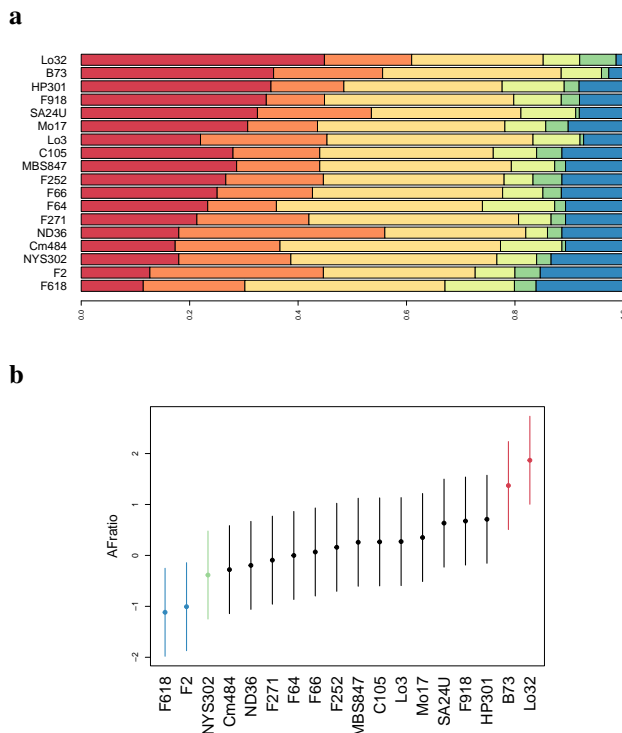 a
Lo32
B73
HP301
F918
SA24U
Mo17
Lo3
C105
MBS847
F252
F66
F64
F271
ND36
Cm484
NYS302
F2
F618
0.0 0.2 0.4 0.6 0.8
b
AFratio
2
1
0
−1
−2
F618 F2 NYS302 Cm484 ND36 F271 F64 F66 F252 MBS847 C105 Lo3 Mo17 SA24U F918 HP301 B73 Lo32